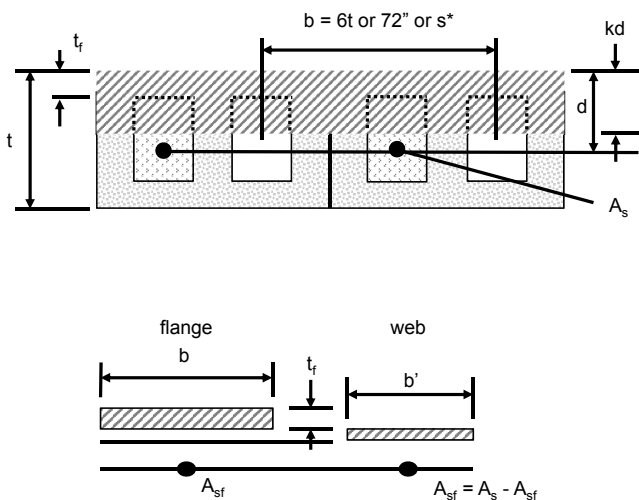 b = 6t or 72” or s*
t_f
kd
t
d
A_s
flange
web
b
t_f
b’
A_sf
A_sf = A_s - A_sf